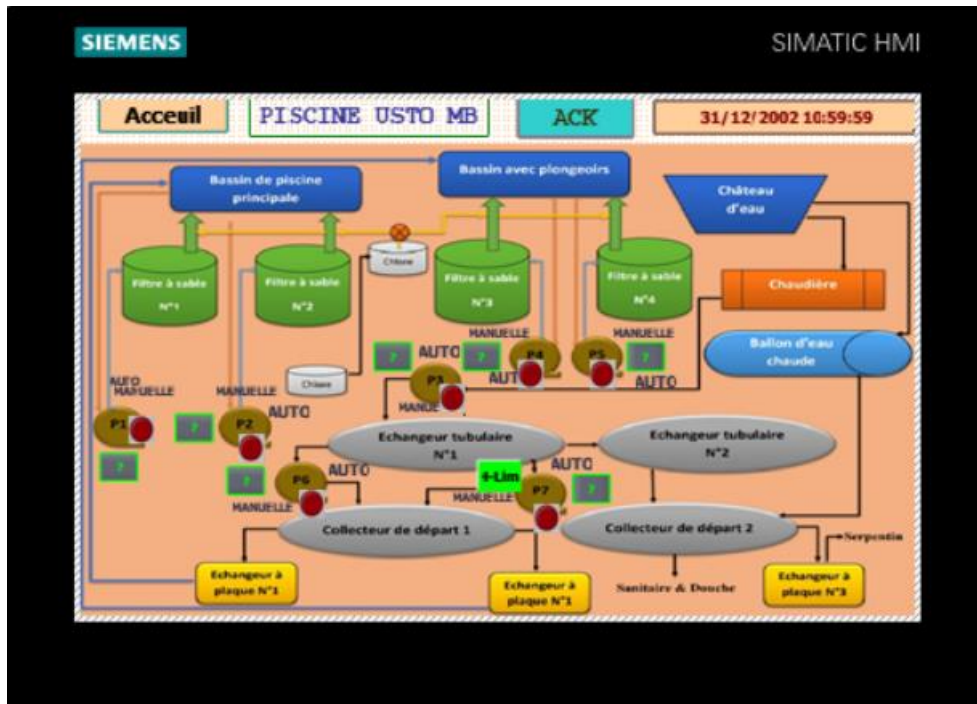 SIEMENS
SIMATIC HMI
Acceuil
PISCINE USTO MB
ACK
31/12/2002 10:59:59
Bassin de piscine
principale
Bassin avec plongeoirs
Château
d'eau
Filtre à sable
N°1
Filtre à sable
N°2
Chlore
Filtre à sable
N°3
Filtre à sable
N°4
Chaudière
Ballon d'eau
chaude
MANUELLE
MANUELLE
?
AUTO
?
P4
P5
?
AUTO
AUTO
AUTO
MANUELLE
MANUELLE
P3
MANUE
P1
?
P2
AUTO
?
?
Echangeur tubulaire
N°1
Echangeur tubulaire
N°2
P6
AUTO
MANUELLE
+-Lim
MANUELLE
P7
AUTO
?
Collecteur de départ 1
Collecteur de départ 2
Serpentin
Echangeur à
plaque N°1
Echangeur à
plaque N°1
Sanitaire & Douche
Echangeur à
plaque N°3